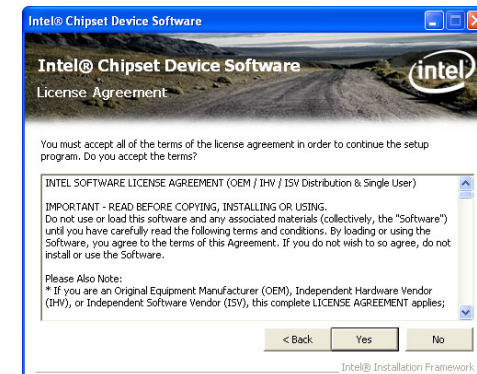 Intel® Chipset Device Software
Intel® Chipset Device Software
intel
License Agreement
You must accept all of the terms of the license agreement in order to continue the setup
program. Do you accept the terms?
INTEL SOFTWARE LICENSE AGREEMENT (OEM / IHV / ISV Distribution & Single User)
IMPORTANT - READ BEFORE COPYING, INSTALLING OR USING.
Do not use or load this software and any associated materials (collectively, the "Software")
until you have carefully read the following terms and conditions. By loading or using the
Software, you agree to the terms of this Agreement. If you do not wish to so agree, do not
install or use the Software.
Please Also Note:
* If you are an Original Equipment Manufacturer (OEM), Independent Hardware Vendor
(IHV), or Independent Software Vendor (ISV), this complete LICENSE AGREEMENT applies;
< Back Yes No
Intel® Installation Framework